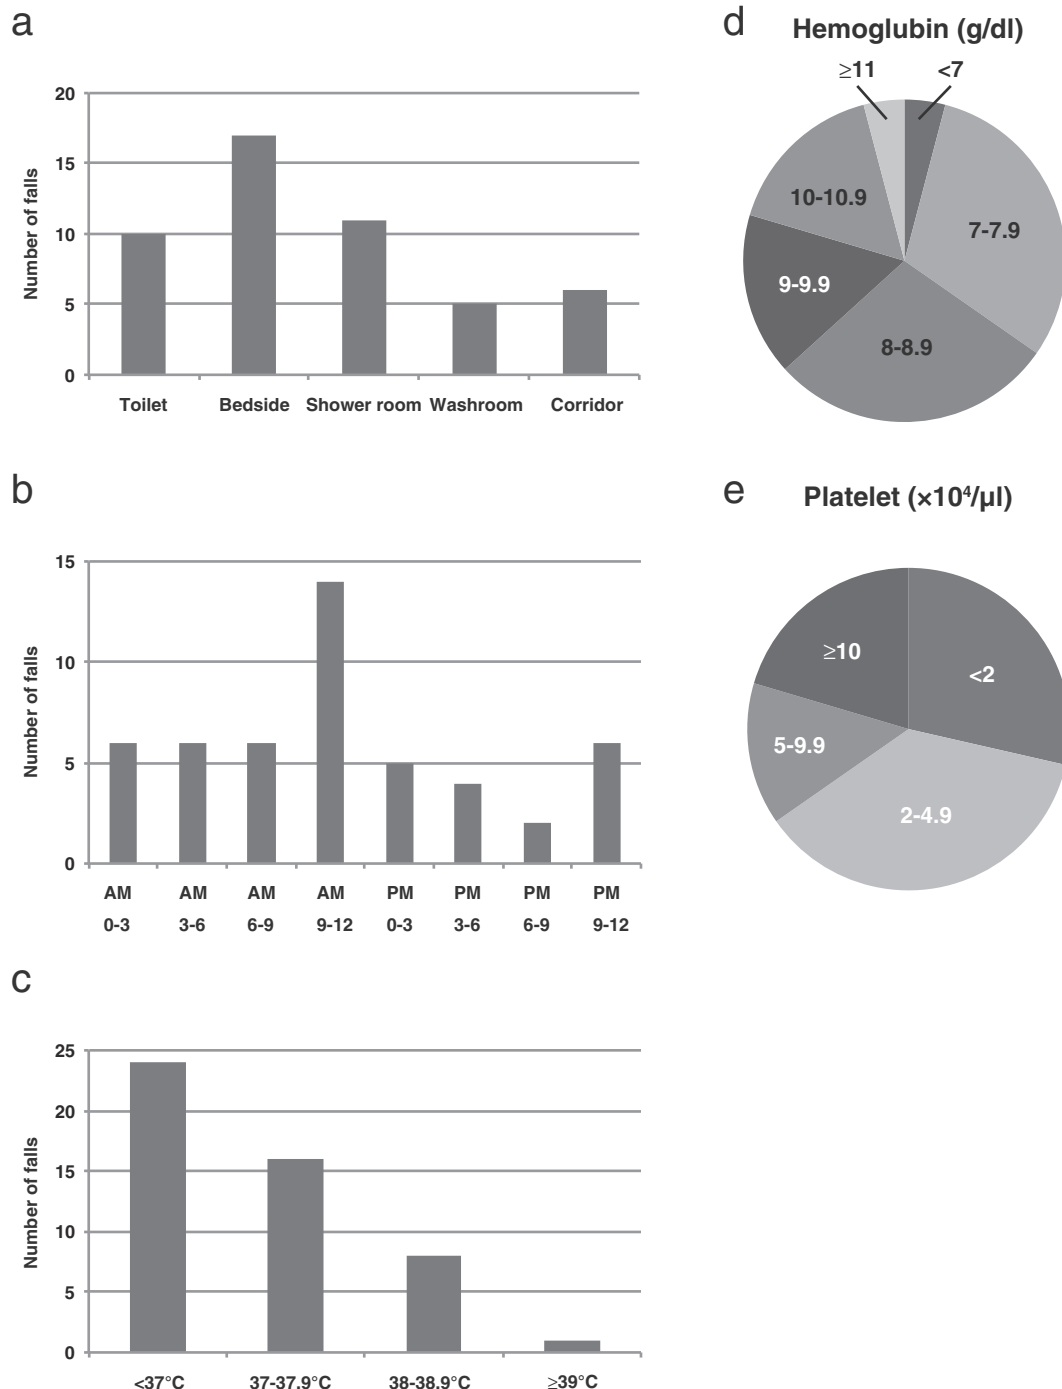 a
Number of falls
20
15
10
5
0
Toilet Bedside Shower room Washroom Corridor
b
Number of falls
15
10
5
0
AM AM AM AM PM PM PM PM
0-3 3-6 6-9 9-12 0-3 3-6 6-9 9-12
c
Number of falls
25
20
15
10
5
0
<37°C 37-37.9°C 38-38.9°C ≥39°C
d
Hemoglubin (g/dl)
≥11 <7
10-10.9
7-7.9
9-9.9
8-8.9
e
Platelet (×10⁴/µl)
≥10
<2
5-9.9
2-4.9